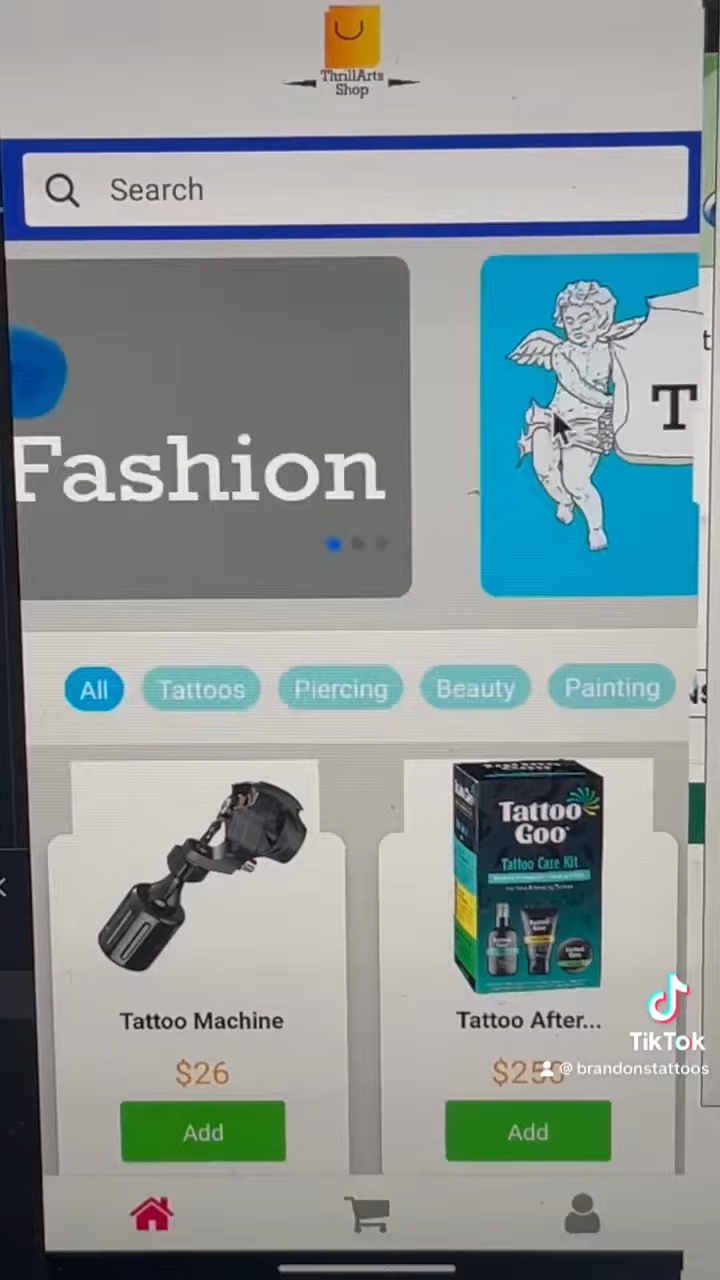 ThrillArts
Shop
Search
Fashion
T
All
Tattoos
Piercing
Beauty
Painting
Tattoo
Goo
Tattoo Care Kit
Tattoo Machine
Tattoo After...
$26
Add
Add
TikTok
@brandonstattoos